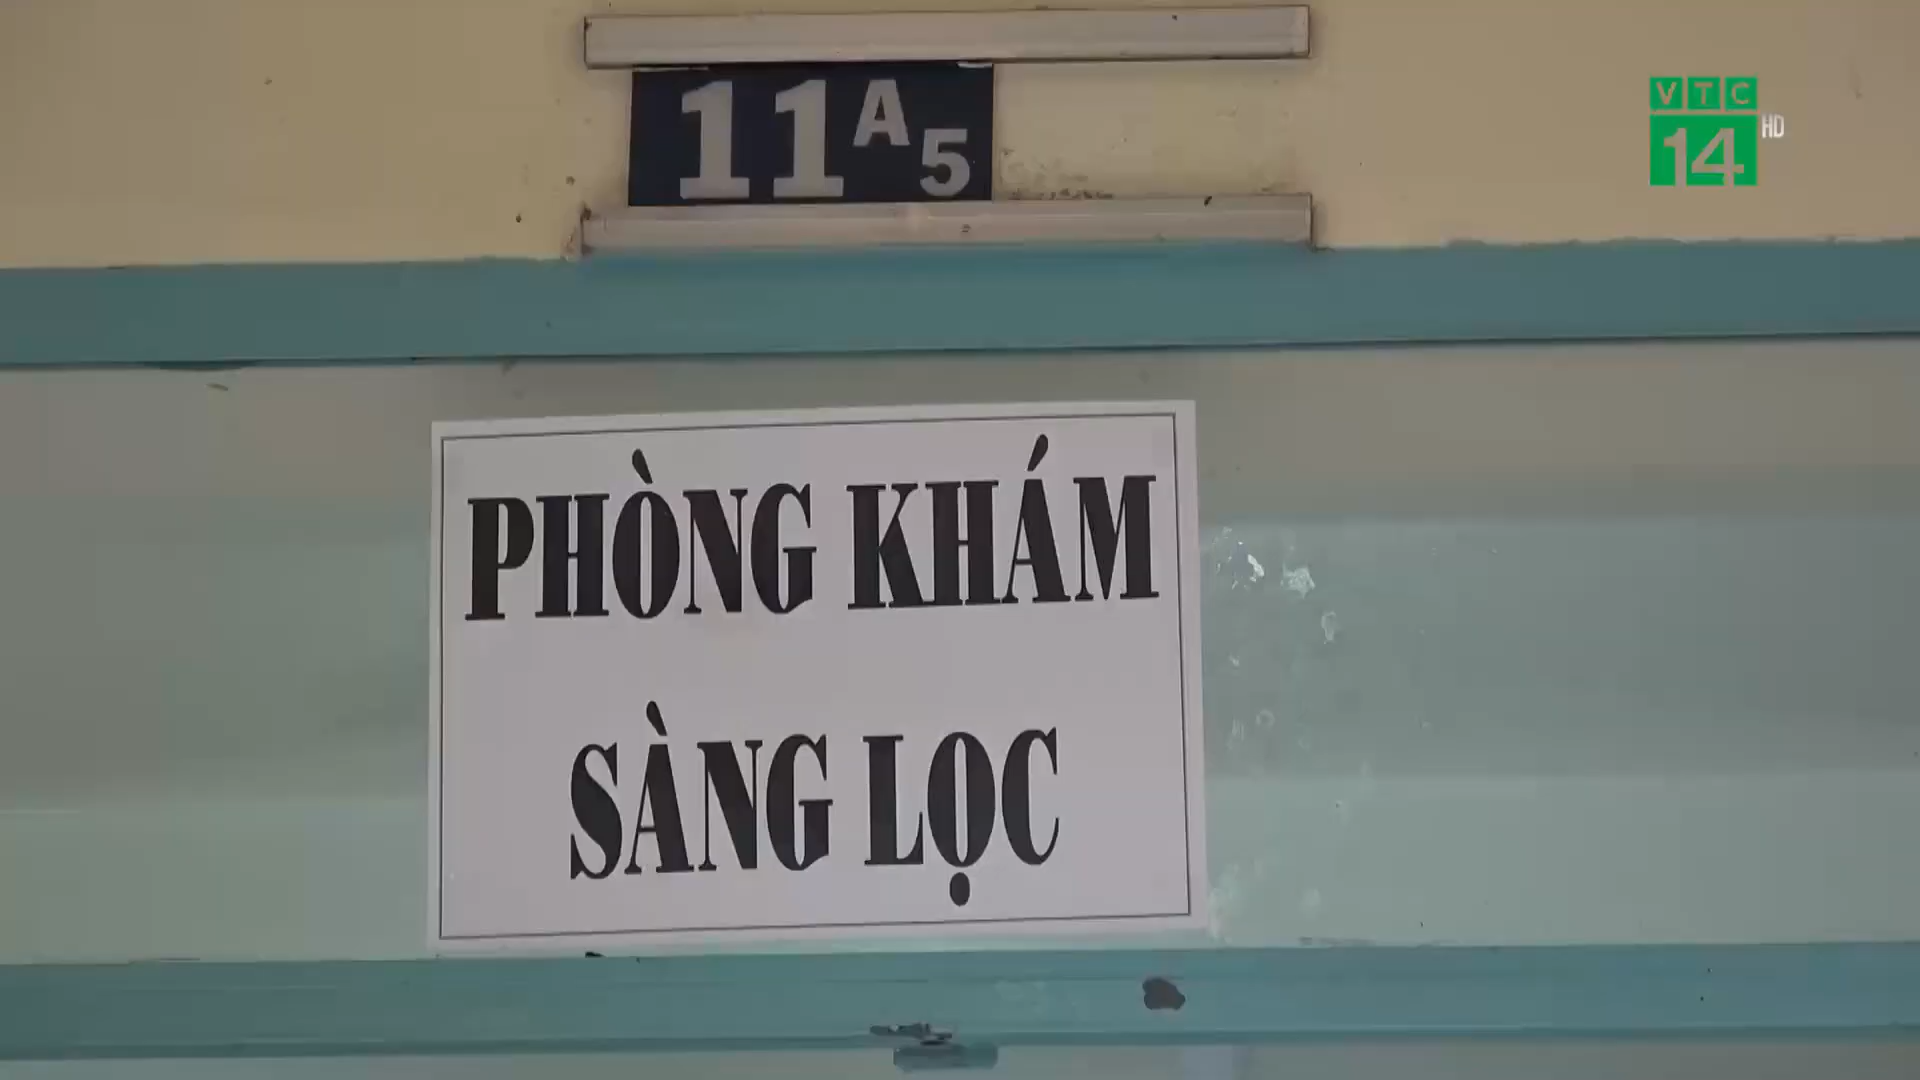 11A5
VTC
14 HD
PHÒNG KHÁM
SÀNG LỌC